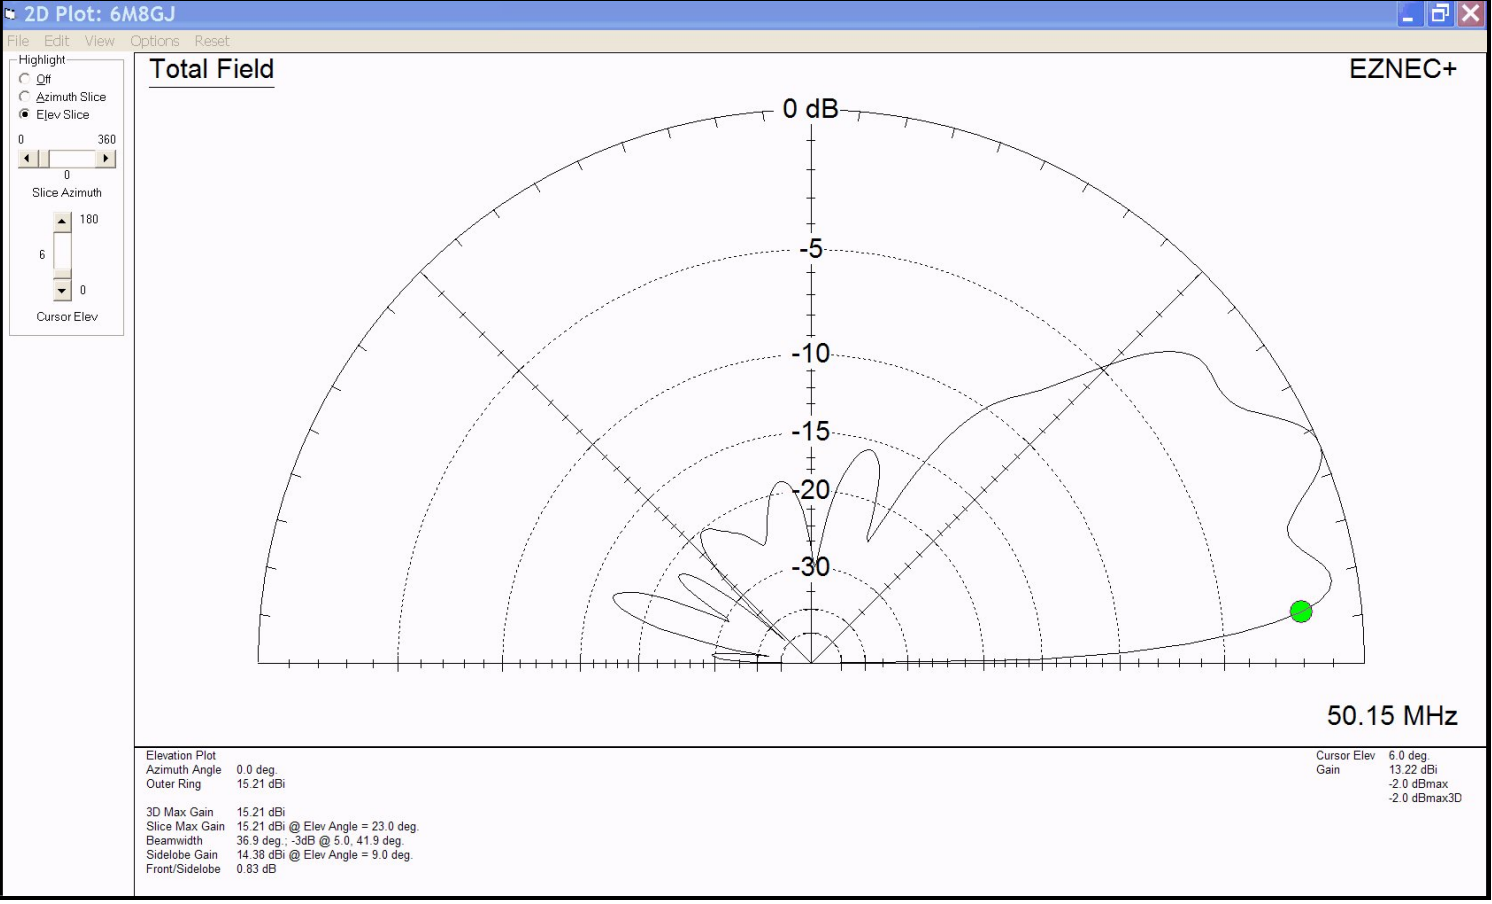 2D Plot: 6M8GJ
File Edit View Options Reset
Highlight
Off
Azimuth Slice
Elev Slice
0 360
0
Slice Azimuth
180
6
0
Cursor Elev
Total Field
EZNEC+
0 dB
-5
-10
-15
-20
-30
50.15 MHz
Elevation Plot
Azimuth Angle 0.0 deg.
Outer Ring 15.21 dBi
3D Max Gain 15.21 dBi
Slice Max Gain 15.21 dBi @ Elev Angle = 23.0 deg.
Beamwidth 36.9 deg.; -3dB @ 5.0, 41.9 deg.
Sidelobe Gain 14.38 dBi @ Elev Angle = 9.0 deg.
Front/Sidelobe 0.83 dB
Cursor Elev 6.0 deg.
Gain 13.22 dBi
-2.0 dBmax
-2.0 dBmax3D